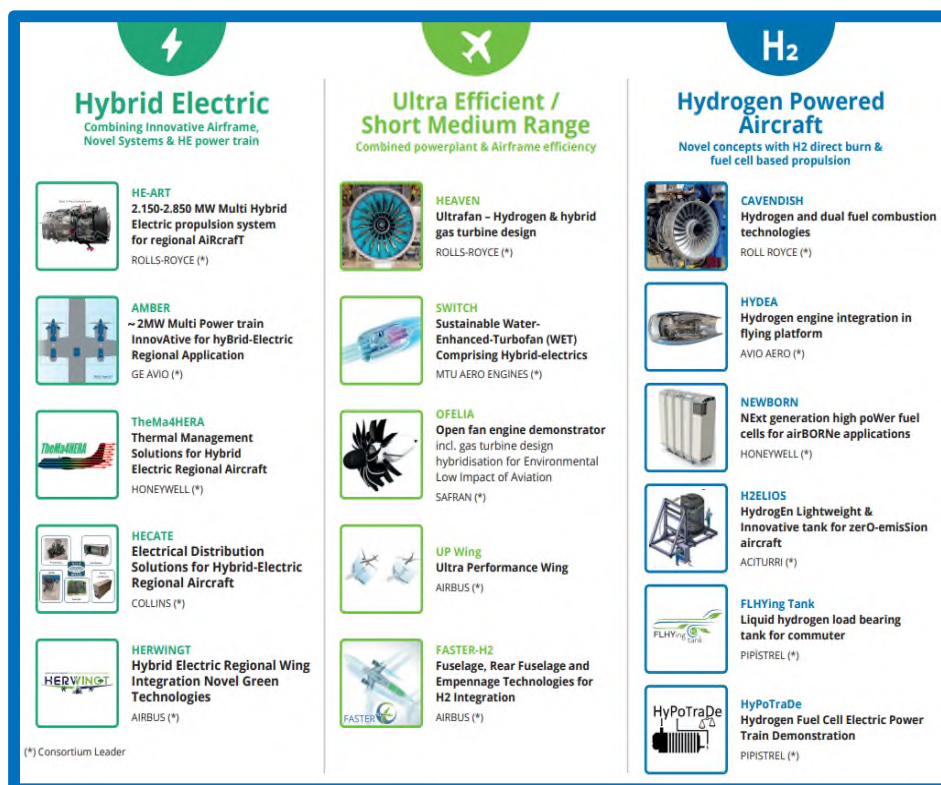 H2
Hybrid Electric
Combining Innovative Airframe,
Novel Systems & HE power train
HE-ART
2.150-2.850 MW Multi Hybrid
Electric propulsion system
for regional AiRcrafT
ROLLS-ROYCE (*)
AMBER
~ 2MW Multi Power train
InnovAtive for hyBrid-Electric
Regional Application
GE AVIO (*)
TheMa4HERA
TheMa4HERA
Thermal Management
Solutions for Hybrid
Electric Regional Aircraft
HONEYWELL (*)
HECATE
Electrical Distribution
Solutions for Hybrid-Electric
Regional Aircraft
COLLINS (*)
HERWINGT
HERWINGT
Hybrid Electric Regional Wing
Integration Novel Green
Technologies
AIRBUS (*)
(*) Consortium Leader
Ultra Efficient /
Short Medium Range
Combined powerplant & Airframe efficiency
HEAVEN
Ultrafan – Hydrogen & hybrid
gas turbine design
ROLLS-ROYCE (*)
SWITCH
Sustainable Water-
Enhanced-Turbofan (WET)
Comprising Hybrid-electrics
MTU AERO ENGINES (*)
OFELIA
Open fan engine demonstrator
incl. gas turbine design
hybridisation for Environmental
Low Impact of Aviation
SAFRAN (*)
UP Wing
Ultra Performance Wing
AIRBUS (*)
FASTER
FASTER-H2
Fuselage, Rear Fuselage and
Empennage Technologies for
H2 Integration
AIRBUS (*)
Hydrogen Powered
Aircraft
Novel concepts with H2 direct burn &
fuel cell based propulsion
CAVENDISH
Hydrogen and dual fuel combustion
technologies
ROLL ROYCE (*)
HYDEA
Hydrogen engine integration in
flying platform
AVIO AERO (*)
NEWBORN
NExt generation high poWer fuel
cells for airBORNe applications
HONEYWELL (*)
H2ELIOS
HydrogEn Lightweight &
Innovative tank for zerO-emisSion
aircraft
ACITURRI (*)
FLHYing tank
FLHYing Tank
Liquid hydrogen load bearing
tank for commuter
PIPİSTREL (*)
HyPoTraDe
HyPoTraDe
Hydrogen Fuel Cell Electric Power
Train Demonstration
PIPISTREL (*)